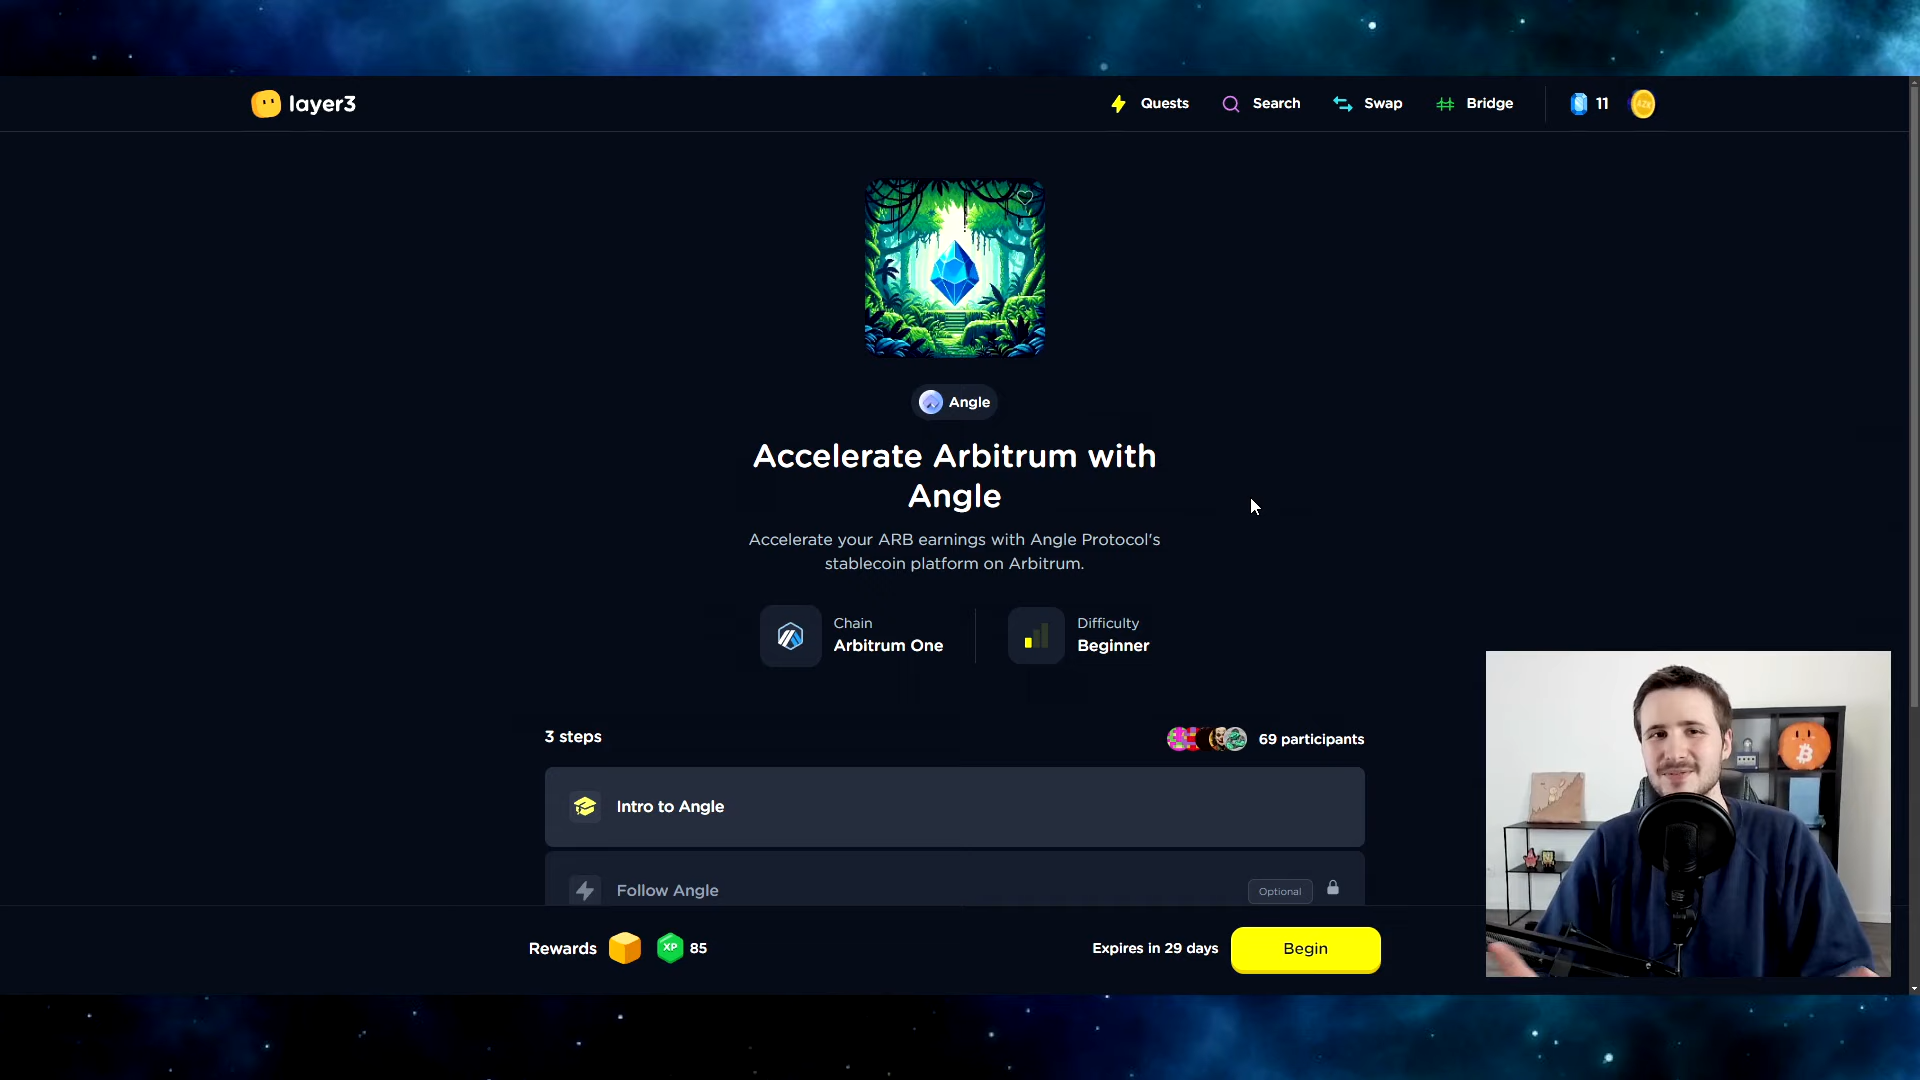 layer3
Quests
Search
Swap
Bridge
11
Angle
Accelerate Arbitrum with
Angle
Accelerate your ARB earnings with Angle Protocol's
stablecoin platform on Arbitrum.
Chain
Arbitrum One
Difficulty
Beginner
3 steps
69 participants
Intro to Angle
Follow Angle
Optional
Rewards
XP
85
Expires in 29 days
Begin